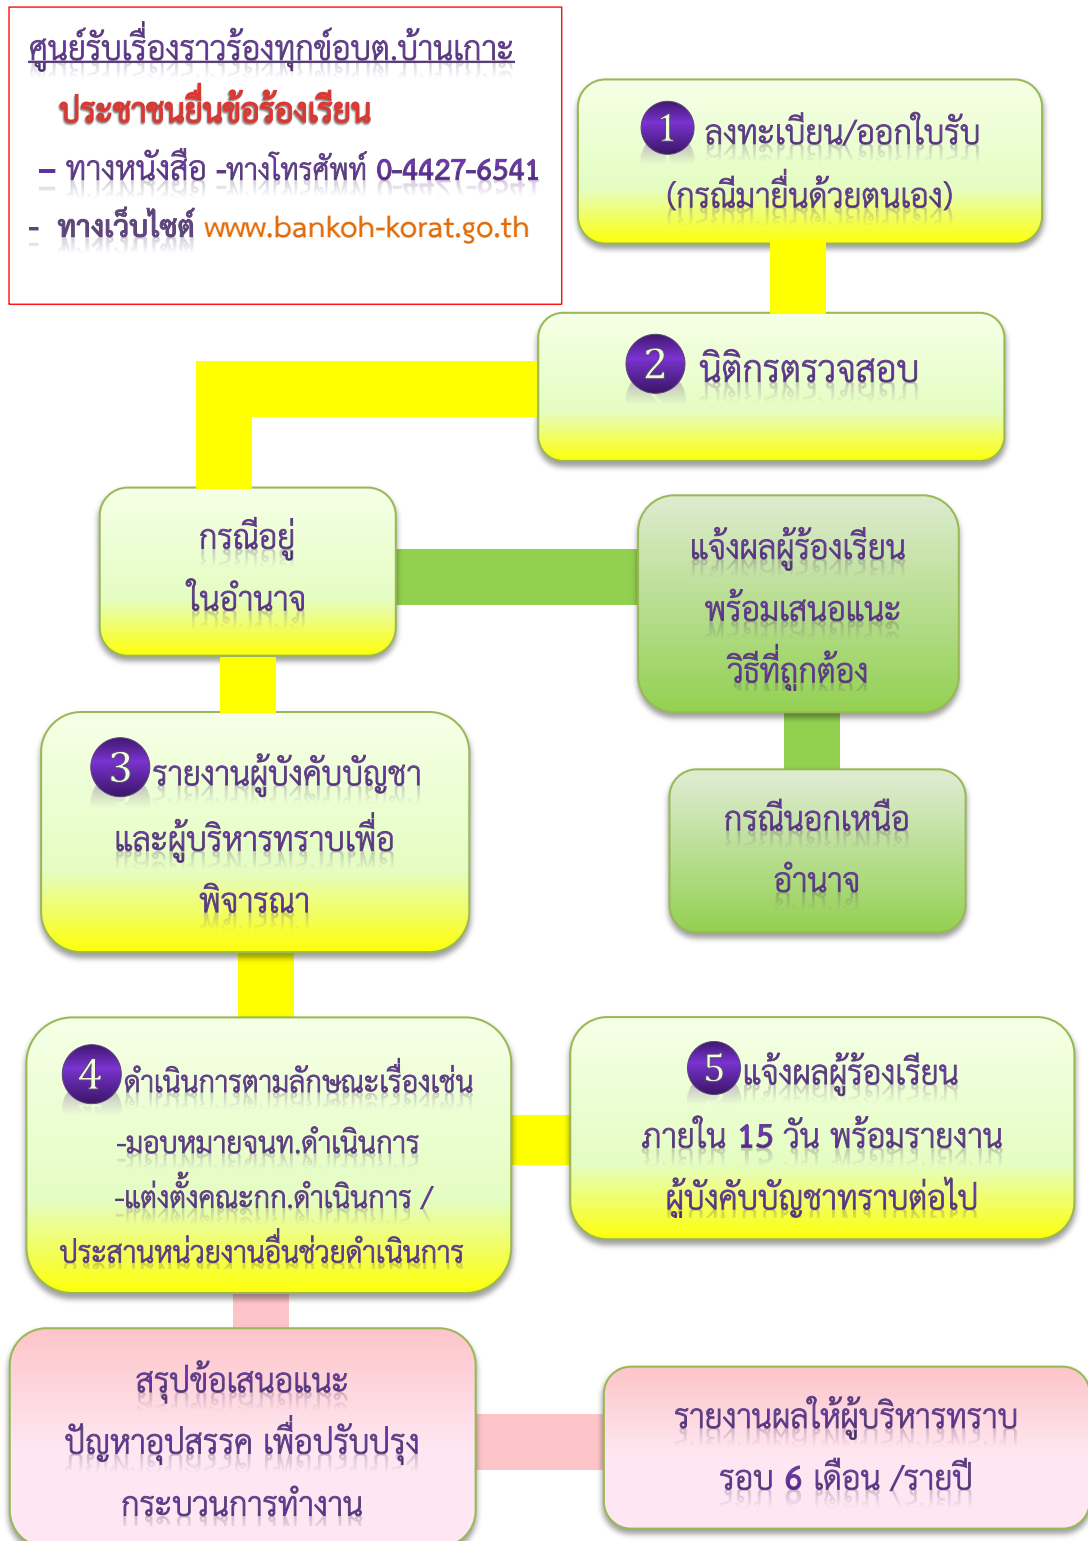 ศูนย์รับเรื่องราวร้องทุกข์อบต.บ้านเกาะ
ประชาชนยื่นข้อร้องเรียน
– ทางหนังสือ -ทางโทรศัพท์ 0-4427-6541
- ทางเว็บไซต์ www.bankoh-korat.go.th
1 ลงทะเบียน/ออกใบรับ
(กรณีมายื่นด้วยตนเอง)
2 นิติกรตรวจสอบ
กรณีอยู่
ในอำนาจ
แจ้งผลผู้ร้องเรียน
พร้อมเสนอแนะ
วิธีที่ถูกต้อง
3 รายงานผู้บังคับบัญชา
และผู้บริหารทราบเพื่อ
พิจารณา
กรณีนอกเหนือ
อำนาจ
4 ดำเนินการตามลักษณะเรื่องเช่น
-มอบหมายจนท.ดำเนินการ
-แต่งตั้งคณะกก.ดำเนินการ /
ประสานหน่วยงานอื่นช่วยดำเนินการ
5 แจ้งผลผู้ร้องเรียน
ภายใน 15 วัน พร้อมรายงาน
ผู้บังคับบัญชาทราบต่อไป
สรุปข้อเสนอแนะ
ปัญหาอุปสรรค เพื่อปรับปรุง
กระบวนการทำงาน
รายงานผลให้ผู้บริหารทราบ
รอบ 6 เดือน /รายปี